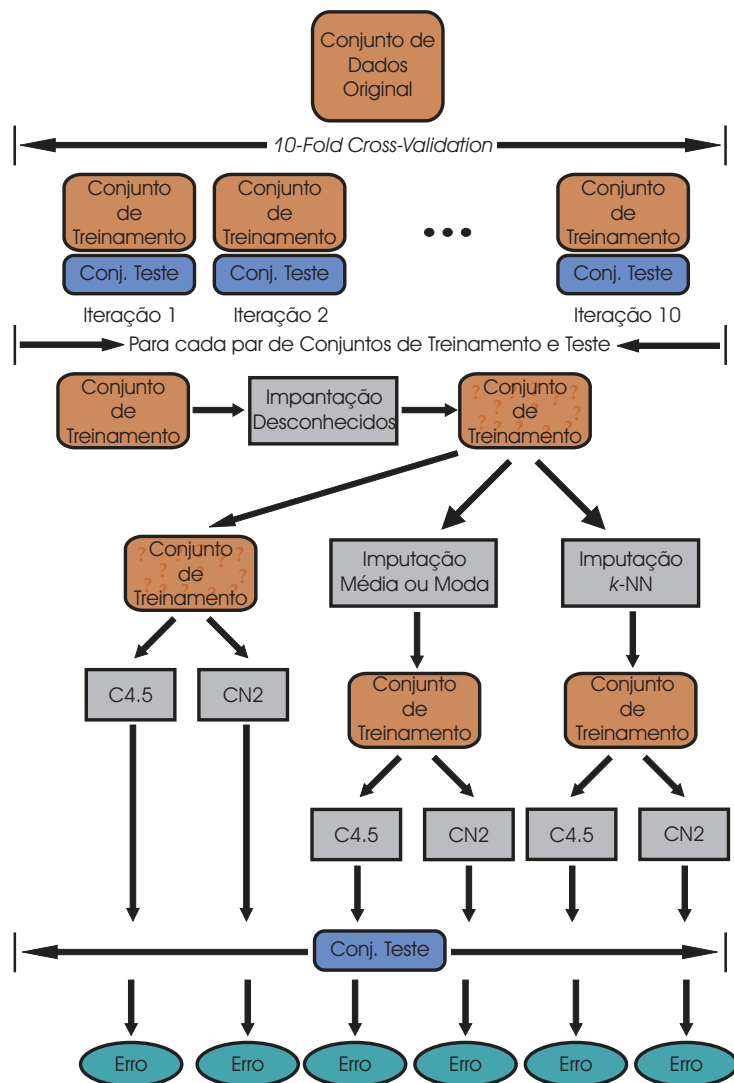 Conjunto de
Dados
Original
10-Fold Cross-Validation
Conjunto
de
Treinamento
Conj. Teste
Iteração 1
Conjunto
de
Treinamento
Conj. Teste
Iteração 2
...
Conjunto
de
Treinamento
Conj. Teste
Iteração 10
Para cada par de Conjuntos de Treinamento e Teste
Conjunto
de
Treinamento
Impantação
Desconhecidos
Conjunto
de
Treinamento
Conjunto
de
Treinamento
Imputação
Média ou Moda
Imputação
k-NN
C4.5
CN2
Conjunto
de
Treinamento
Conjunto
de
Treinamento
C4.5
CN2
C4.5
CN2
Conj. Teste
Erro
Erro
Erro
Erro
Erro
Erro